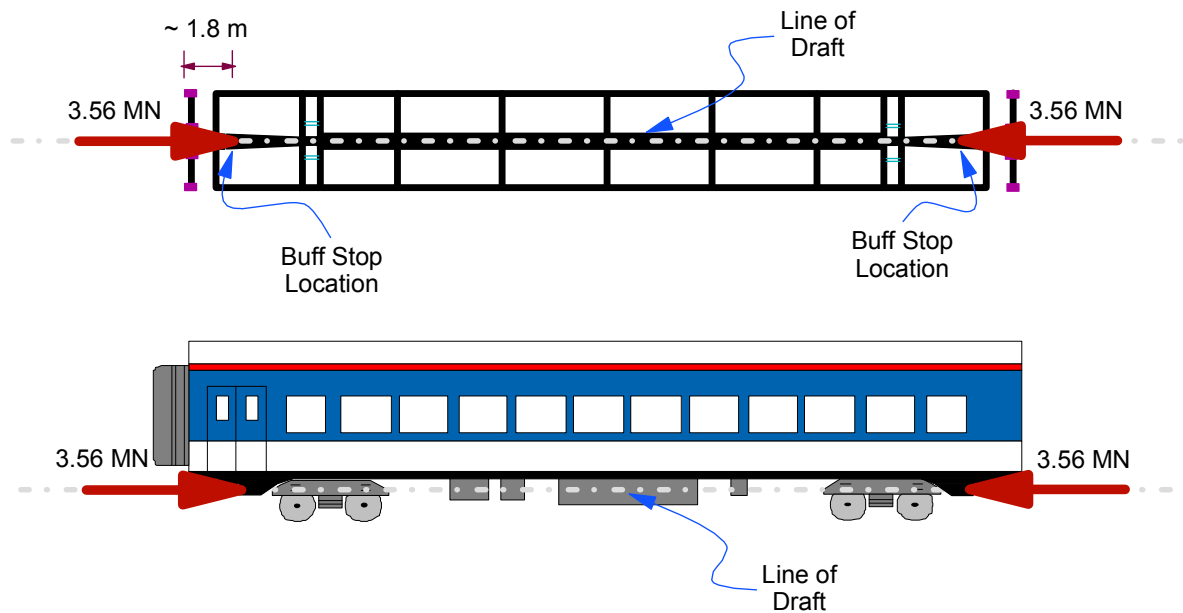 Line of
Draft
~ 1.8 m
3.56 MN
3.56 MN
Buff Stop
Location
Buff Stop
Location
3.56 MN
3.56 MN
Line of
Draft